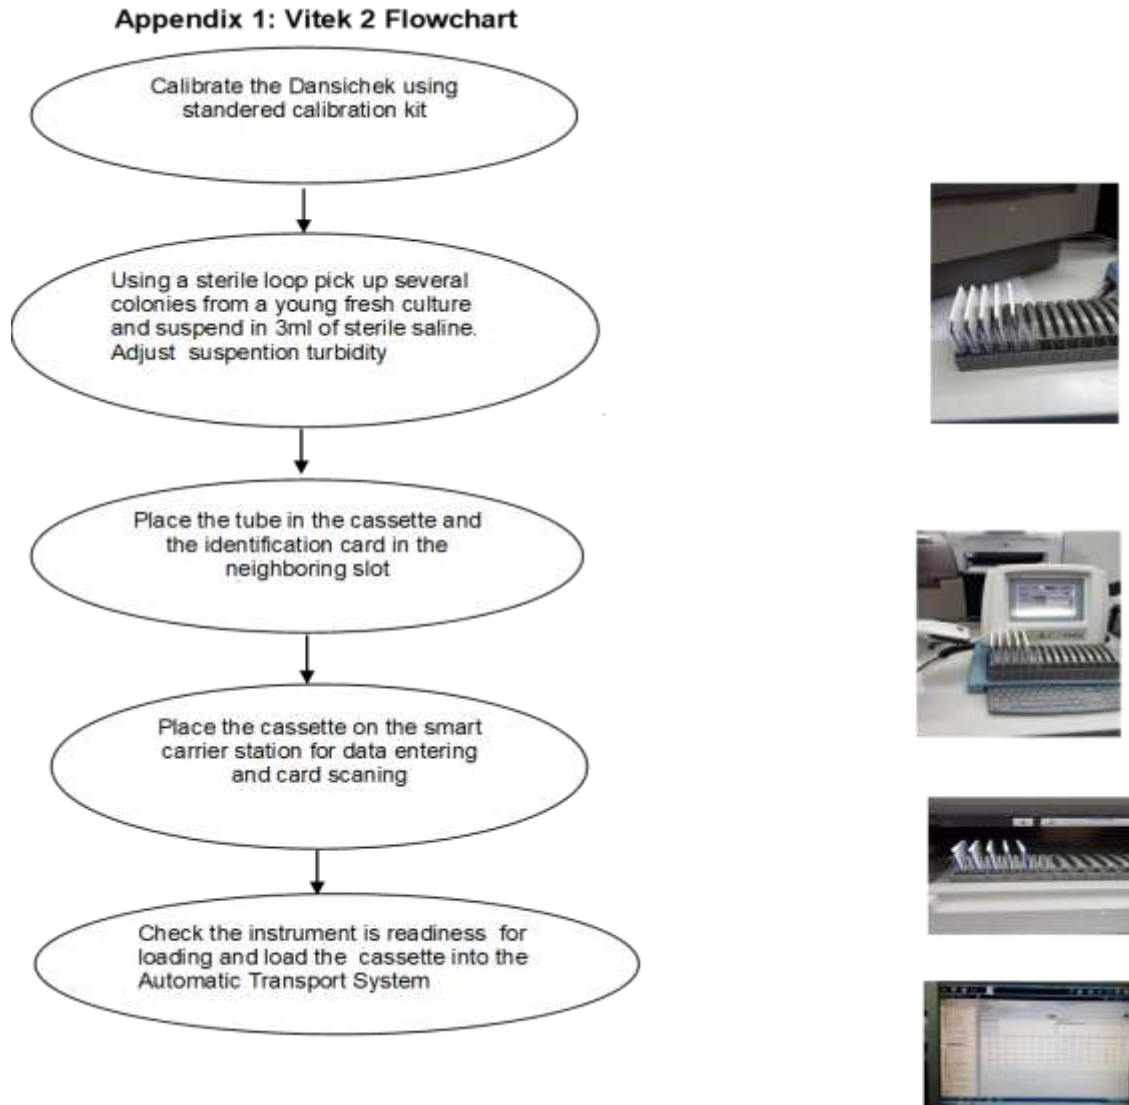 Appendix 1: Vitek 2 Flowchart
Calibrate the Dansichek using
standered calibration kit
Using a sterile loop pick up several
colonies from a young fresh culture
and suspend in 3ml of sterile saline.
Adjust suspention turbidity
Place the tube in the cassette and
the identification card in the
neighboring slot
Place the cassette on the smart
carrier station for data entering
and card scaning
Check the instrument is readiness for
loading and load the cassette into the
Automatic Transport System